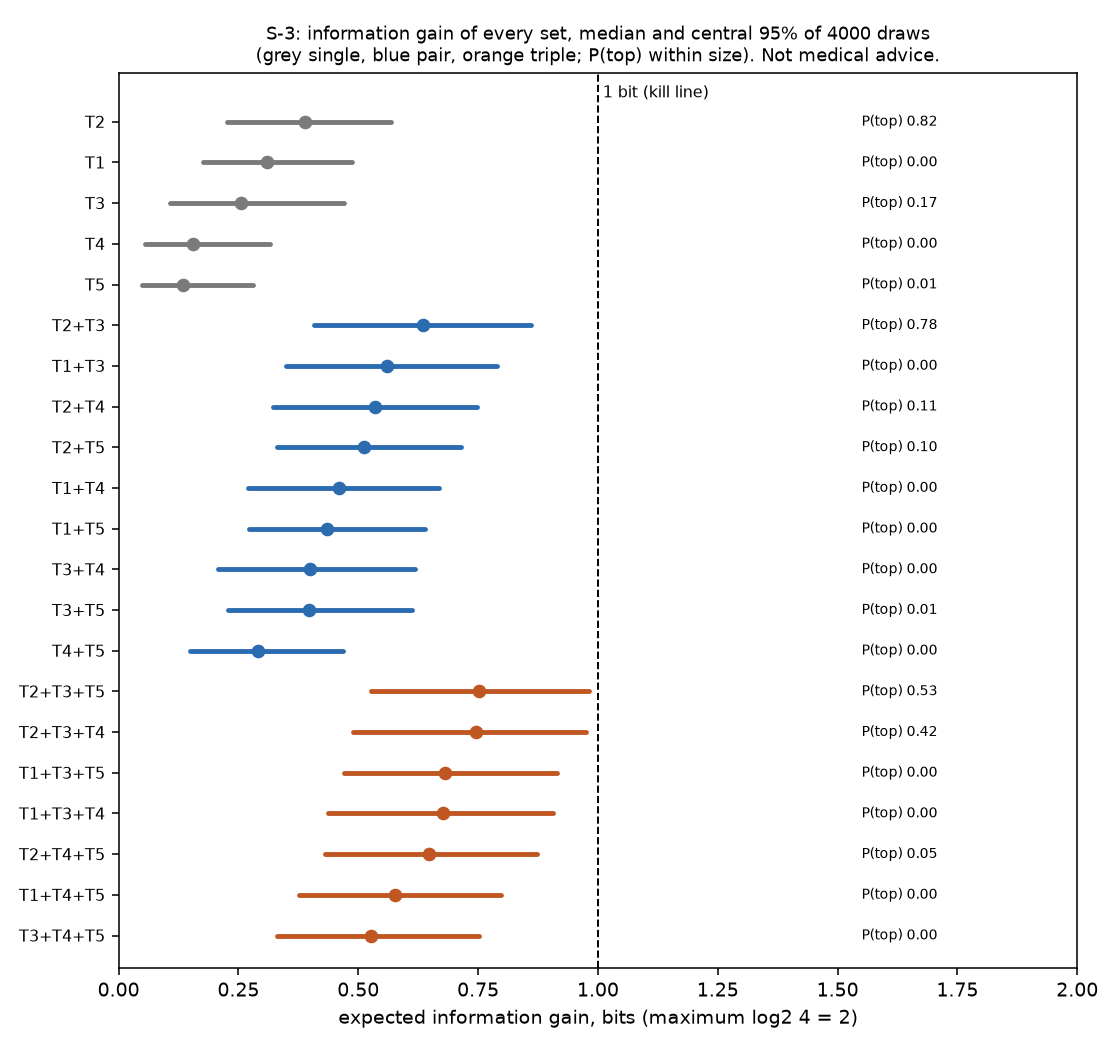 S-3: information gain of every set, median and central 95% of 4000 draws
(grey single, blue pair, orange triple; P(top) within size). Not medical advice.
1 bit (kill line)
T2 P(top) 0.82
T1 P(top) 0.00
T3 P(top) 0.17
T4 P(top) 0.00
T5 P(top) 0.01
T2+T3 P(top) 0.78
T1+T3 P(top) 0.00
T2+T4 P(top) 0.11
T2+T5 P(top) 0.10
T1+T4 P(top) 0.00
T1+T5 P(top) 0.00
T3+T4 P(top) 0.00
T3+T5 P(top) 0.01
T4+T5 P(top) 0.00
T2+T3+T5 P(top) 0.53
T2+T3+T4 P(top) 0.42
T1+T3+T5 P(top) 0.00
T1+T3+T4 P(top) 0.00
T2+T4+T5 P(top) 0.05
T1+T4+T5 P(top) 0.00
T3+T4+T5 P(top) 0.00
0.00 0.25 0.50 0.75 1.00 1.25 1.50 1.75 2.00
expected information gain, bits (maximum log2 4 = 2)